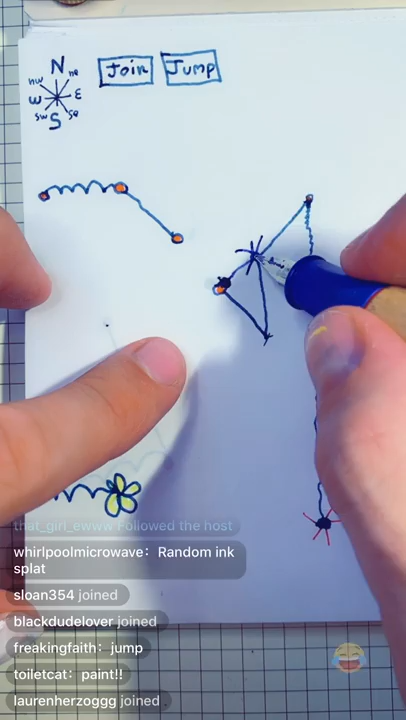 N
nw
ne
W
E
sw
se
S
Join
Jump
that_girl_ewww Followed the host
whirlpoolmicrowave: Random ink
splat
sloan354 joined
blackdudelover joined
freakingfaith: jump
toiletcat: paint!!
laurenherzoggg joined